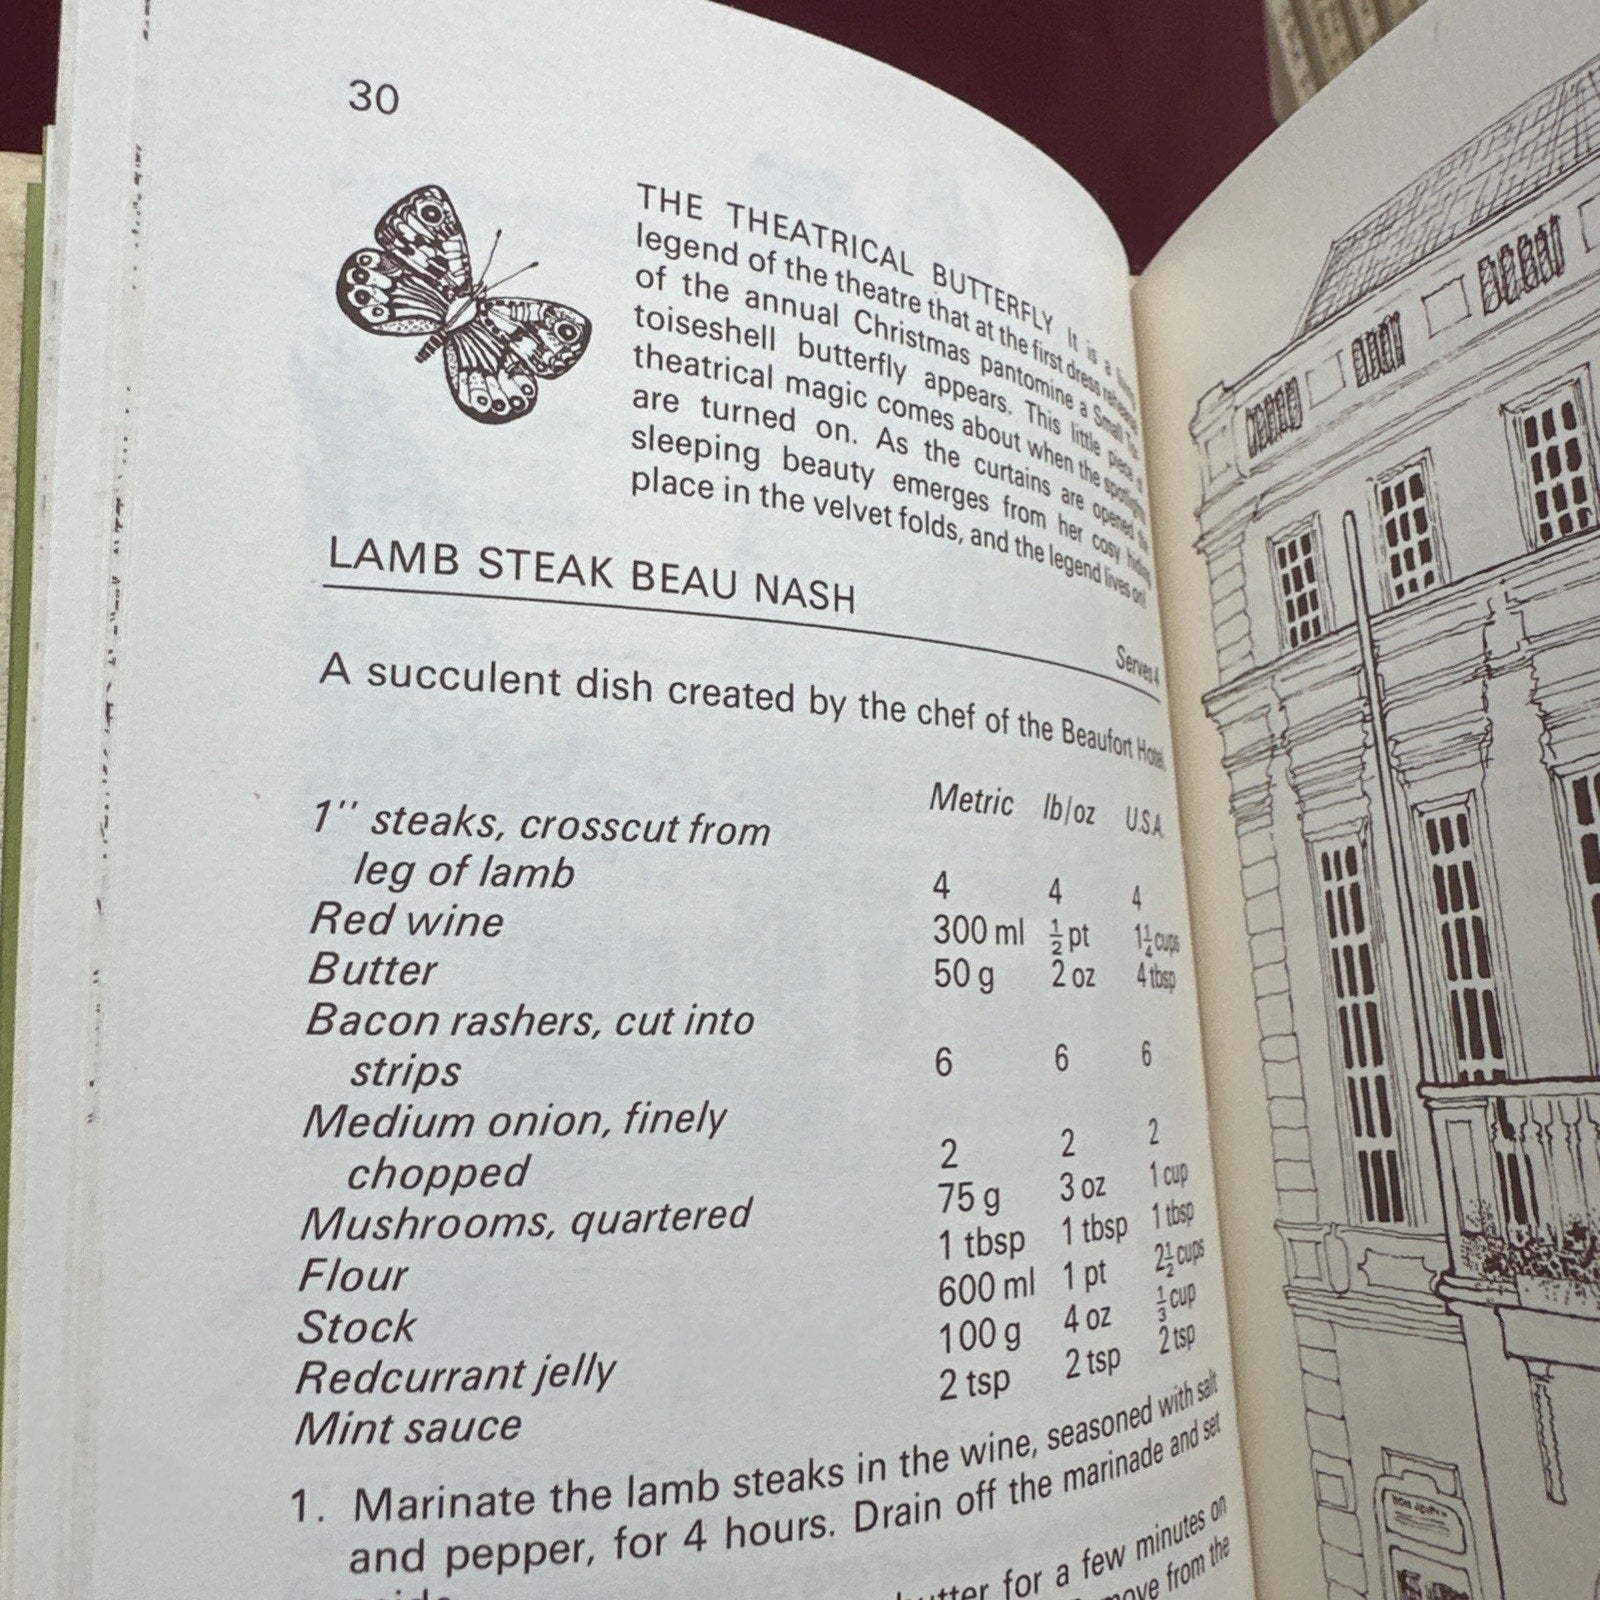 30
THE THEATRICAL BUTTERFLY It is a
legend of the theatre that at the first dress rehearsal
of the annual Christmas pantomine a Small Tor-
toiseshell butterfly appears. This little piece of
theatrical magic comes about when the spotlights
are turned on. As the curtains are opened the
sleeping beauty emerges from her cosy hiding
place in the velvet folds, and the legend lives on!
LAMB STEAK BEAU NASH
Serves 4
A succulent dish created by the chef of the Beaufort Hotel.
Metric lb/oz U.S.A.
1" steaks, crosscut from
leg of lamb 4 4 4
Red wine 300 ml ½ pt 1¼ cups
Butter 50 g 2 oz 4 tbsp
Bacon rashers, cut into
strips 6 6 6
Medium onion, finely
chopped 2 2 2
Mushrooms, quartered 75 g 3 oz 1 cup
Flour 1 tbsp 1 tbsp 1 tbsp
Stock 600 ml 1 pt 2½ cups
Redcurrant jelly 100 g 4 oz ⅓ cup
Mint sauce 2 tsp 2 tsp 2 tsp
1. Marinate the lamb steaks in the wine, seasoned with salt
and pepper, for 4 hours. Drain off the marinade and set
butter for a few minutes on
from the